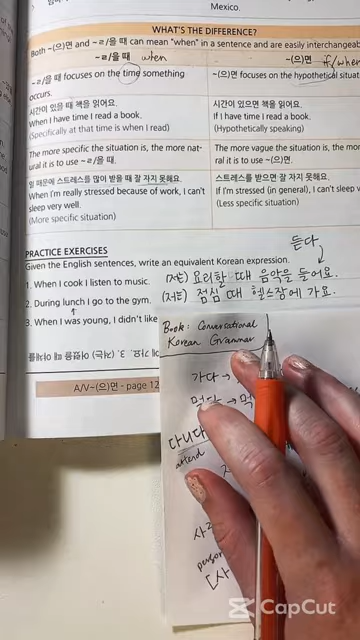 Mexico.
WHAT'S THE DIFFERENCE?
Both -(으)면 and -ㄹ/을 때 can mean "when" in a sentence and are easily interchangeable
-ㄹ/을 때 when
-(으)면 if/when
-ㄹ/을 때 focuses on the time something occurs.
-(으)면 focuses on the hypothetical
시간이 있을 때 책을 읽어요.
When I have time I read a book.
(Specifically at that time is when I read)
시간이 있으면 책을 읽어요.
If I have time I read a book.
(Hypothetically speaking)
The more specific the situation is, the more natural it is to use -ㄹ/을 때.
The more vague the situation is, the more natural it is to use -(으)면.
일 때문에 스트레스를 많이 받을 때 잘 자지 못해요.
When I'm really stressed because of work, I can't sleep very well.
(More specific situation)
스트레스를 받으면 잘 자지 못해요.
If I'm stressed (in general), I can't sleep
(Less specific situation)
듣다
PRACTICE EXERCISES
Given the English sentences, write an equivalent Korean expression.
1. When I cook I listen to music.
(저는) 요리할 때 음악을 들어요.
2. During lunch I go to the gym.
(저는) 점심 때 헬스장에 가요.
3. When I was young, I didn't like
A/V-(으)면 - page 12
Book: Conversational
Korean Grammar
가다 →
먹다 → 먹
다니다
attend
person
[사
CapCut